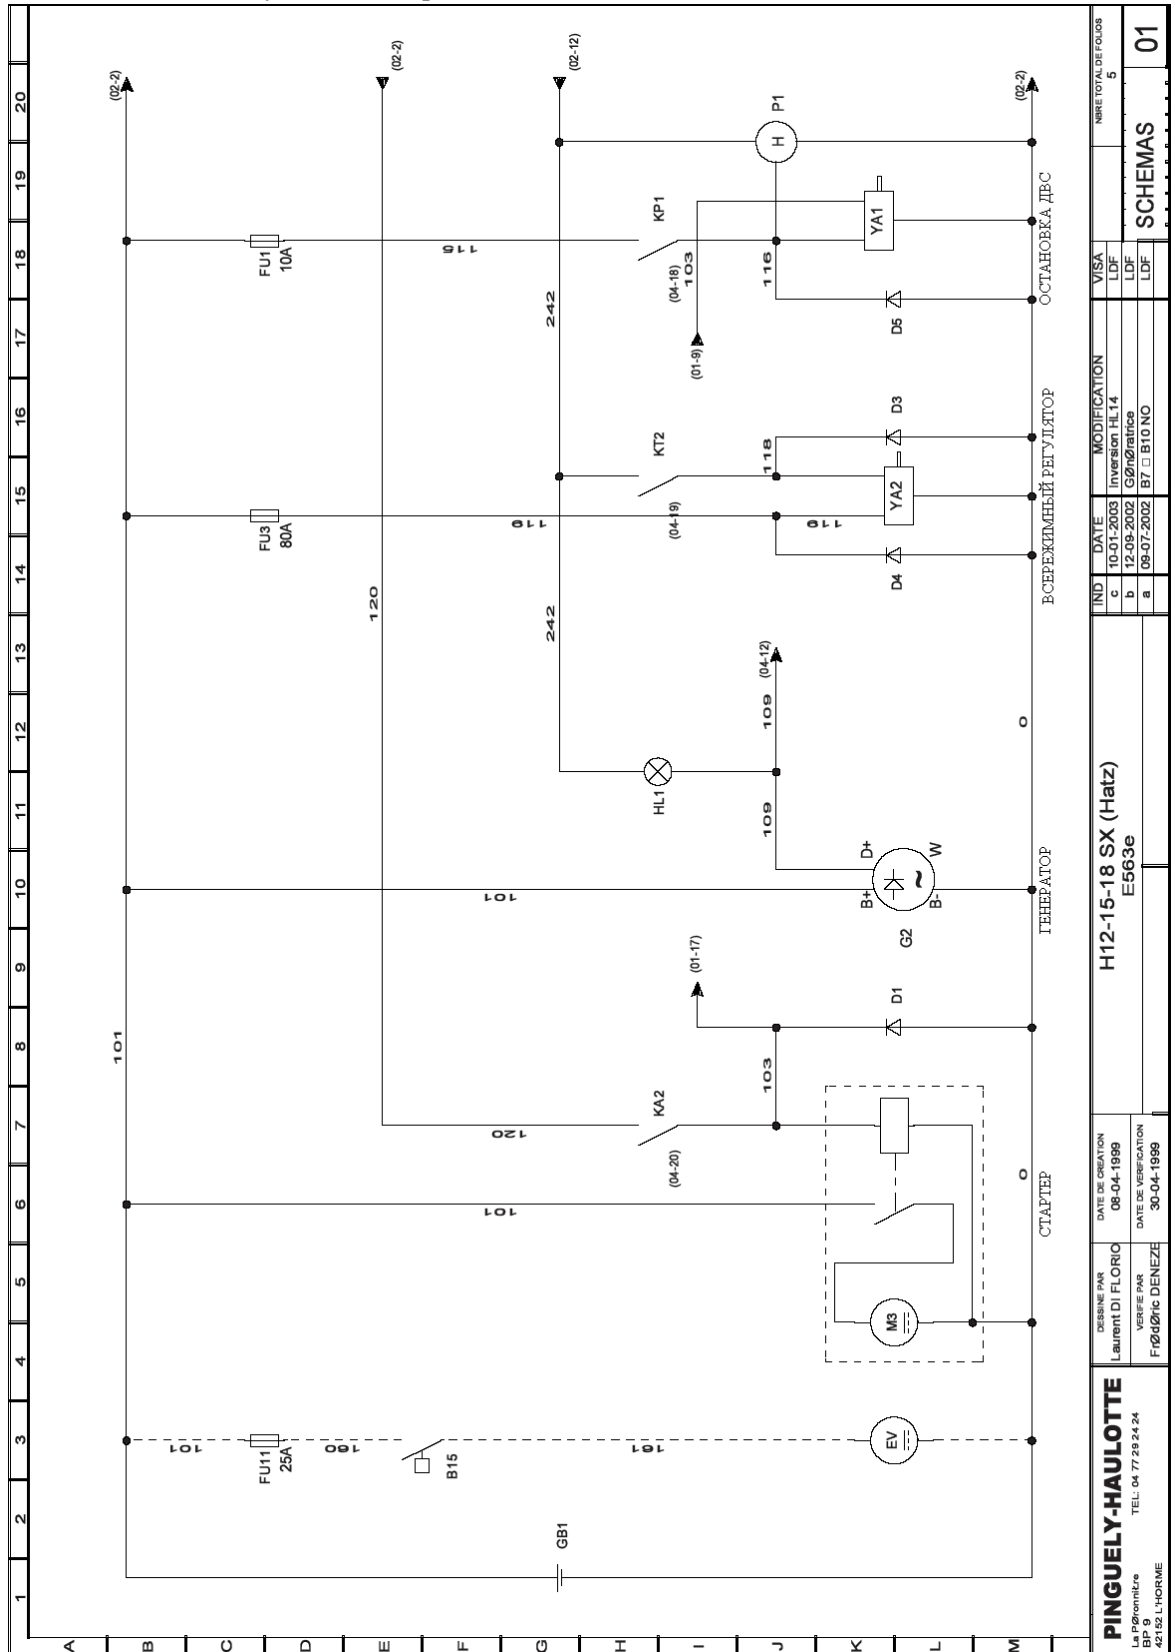 1 2 3 4 5 6 7 8 9 10 11 12 13 14 15 16 17 18 19 20
A
B
C
D
E
F
G
H
I
J
K
L
M
GB1
101
FU11
25A
160
B15
161
EV
101
101
M3
СТАРТЕР
0
120
120
KA2
(04-20)
103
(01-17)
D1
101
B+
D+
B-
W
G2
ГЕНЕРАТОР
109
HL1
109
(04-12)
0
242
FU3
80A
119
119
D4
YA2
KT2
(04-19)
118
D3
ВСЕРЕЖИМНЫЙ РЕГУЛЯТОР
242
(01-9)
103
FU1
10A
115
KP1
(04-18)
116
D5
YA1
ОСТАНОВКА ДВС
H
P1
(02-2)
(02-2)
(02-12)
(02-2)
PINGUELY-HAULOTTE
La PØronnitre
BP 9
42152 L'HORME
TEL: 04 77 29 24 24
DESSINE PAR
Laurent DI FLORIO
VERIFIE PAR
FrØdØric DENEZE
DATE DE CREATION
08-04-1999
DATE DE VERIFICATION
30-04-1999
H12-15-18 SX (Hatz)
E563e
IND DATE MODIFICATION VISA
c 10-01-2003 Inversion HL14 LDF
b 12-09-2002 GØnØratrice LDF
a 09-07-2002 B7 □ B10 NO LDF
NBRE TOTAL DE FOLIOS
5
SCHEMAS
01